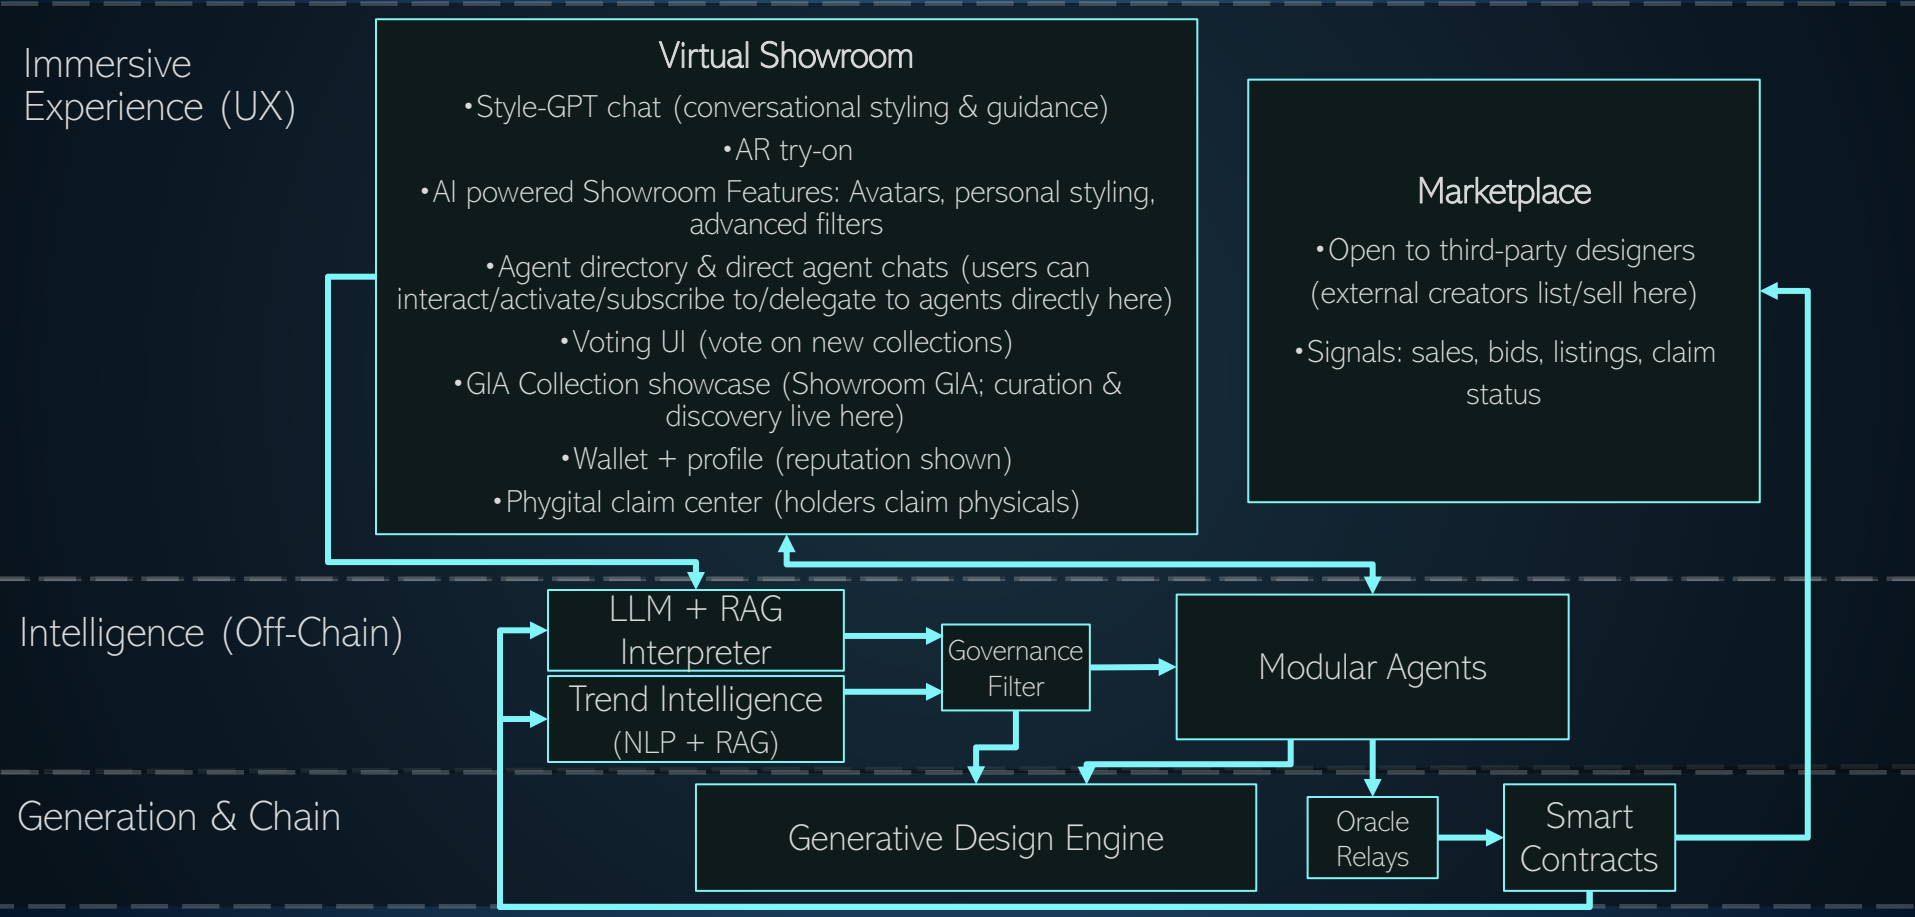 Immersive
Experience (UX)
Virtual Showroom
•Style-GPT chat (conversational styling & guidance)
•AR try-on
•AI powered Showroom Features: Avatars, personal styling,
advanced filters
•Agent directory & direct agent chats (users can
interact/activate/subscribe to/delegate to agents directly here)
•Voting UI (vote on new collections)
•GIA Collection showcase (Showroom GIA; curation &
discovery live here)
•Wallet + profile (reputation shown)
•Phygital claim center (holders claim physicals)
Marketplace
•Open to third-party designers
(external creators list/sell here)
•Signals: sales, bids, listings, claim
status
Intelligence (Off-Chain)
LLM + RAG
Interpreter
Trend Intelligence
(NLP + RAG)
Governance
Filter
Modular Agents
Generation & Chain
Generative Design Engine
Oracle
Relays
Smart
Contracts